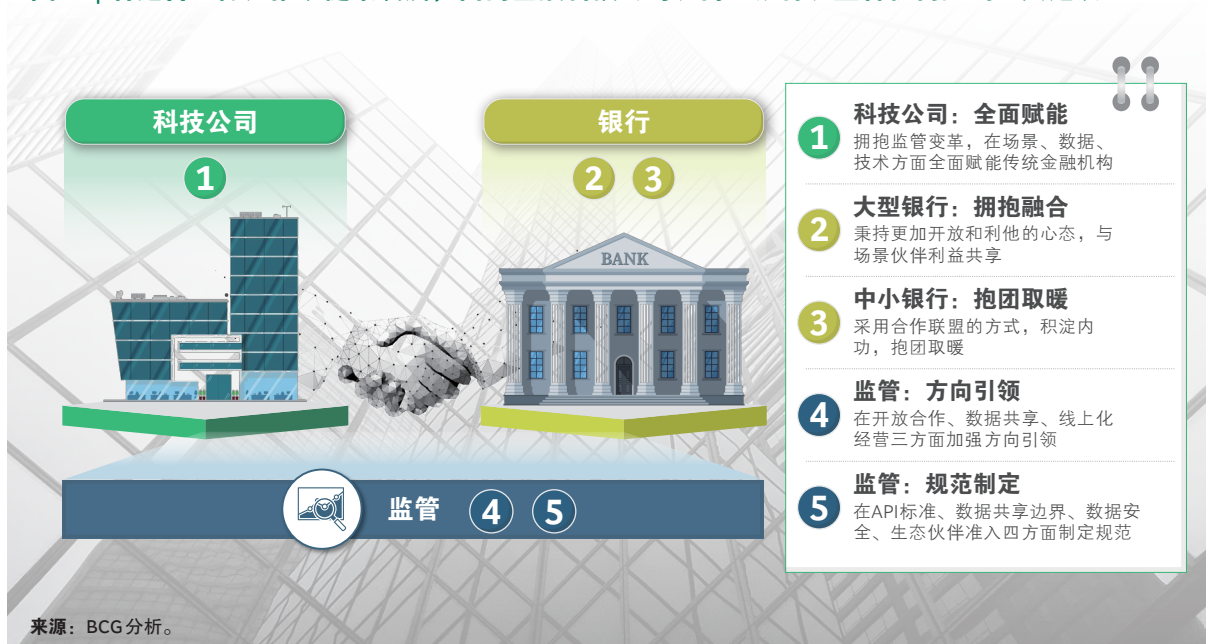 科技公司
1
银行
2 3
BANK
监管 4 5
1
科技公司：全面赋能
拥抱监管变革，在场景、数据、
技术方面全面赋能传统金融机构
2
大型银行：拥抱融合
秉持更加开放和利他的心态，与
场景伙伴利益共享
3
中小银行：抱团取暖
采用合作联盟的方式，积淀内
功，抱团取暖
4
监管：方向引领
在开放合作、数据共享、线上化
经营三方面加强方向引领
5
监管：规范制定
在API标准、数据共享边界、数据安
全、生态伙伴准入四方面制定规范
来源：BCG分析。